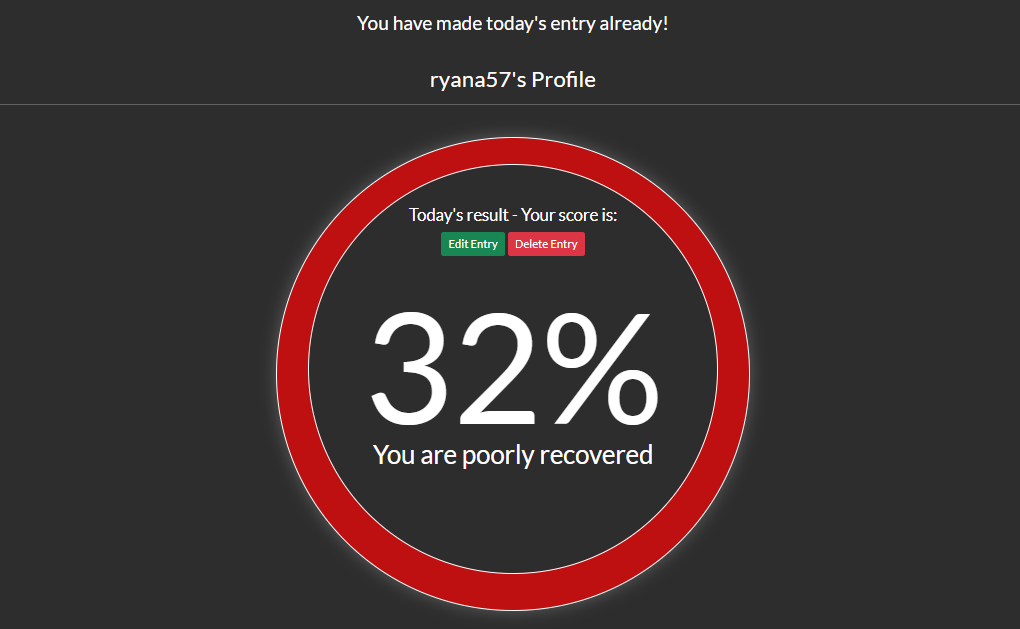 You have made today's entry already!
ryana57's Profile
Today's result - Your score is:
Edit Entry Delete Entry
32%
You are poorly recovered